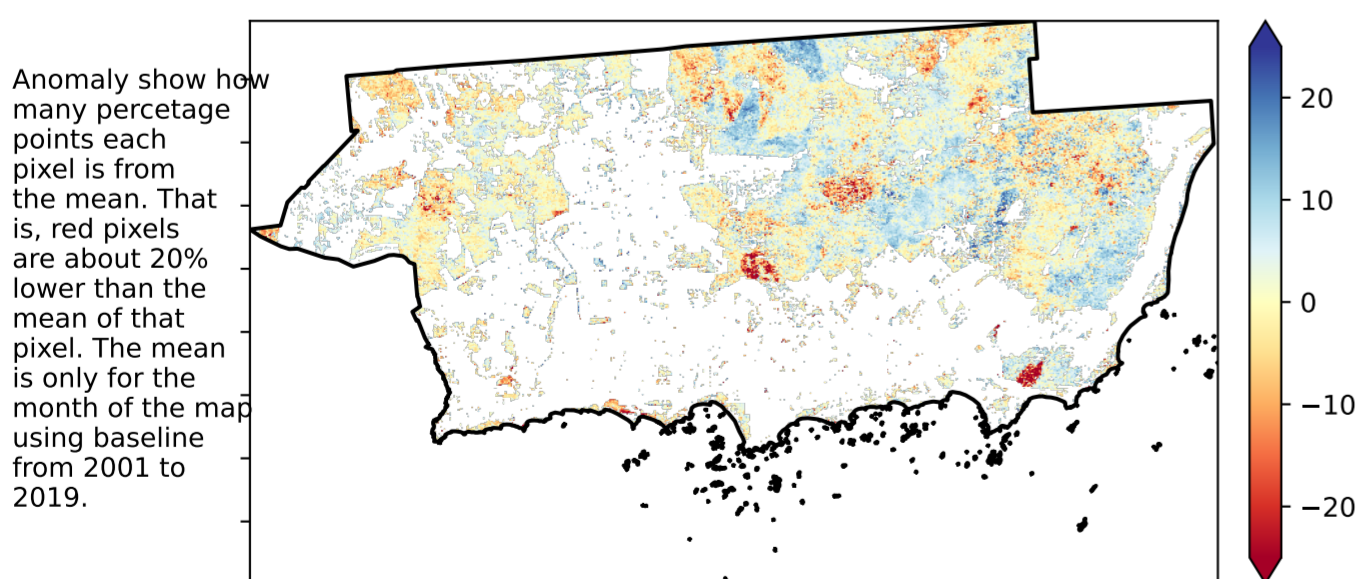 Anomaly show how
many percetage
points each
pixel is from
the mean. That
is, red pixels
are about 20%
lower than the
mean of that
pixel. The mean
is only for the
month of the map
using baseline
from 2001 to
2019.
20
10
0
−10
−20